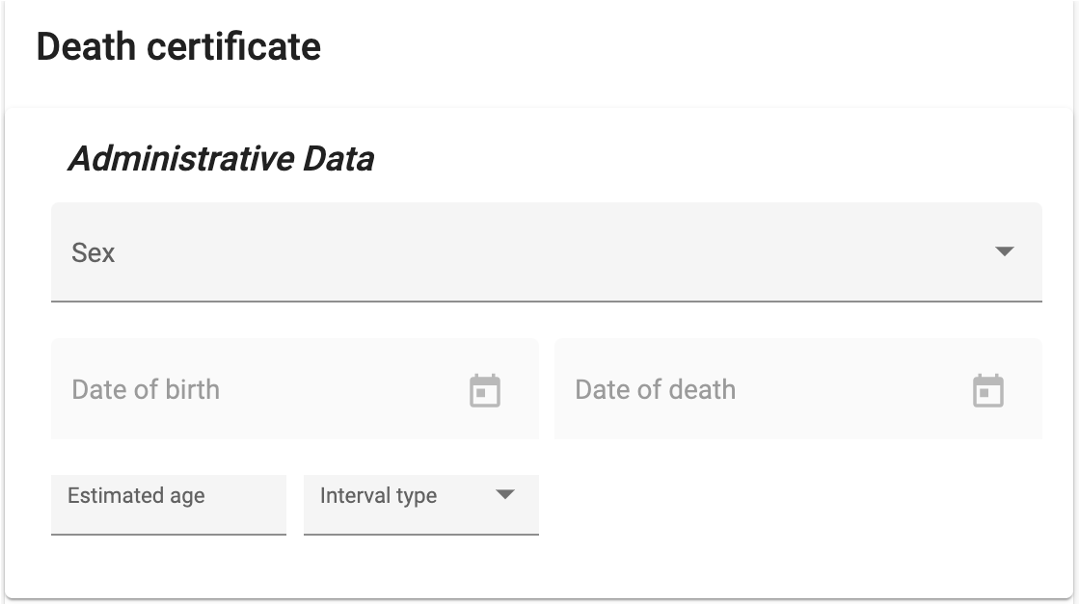 Death certificate
Administrative Data
Sex
Date of birth Date of death
Estimated age Interval type